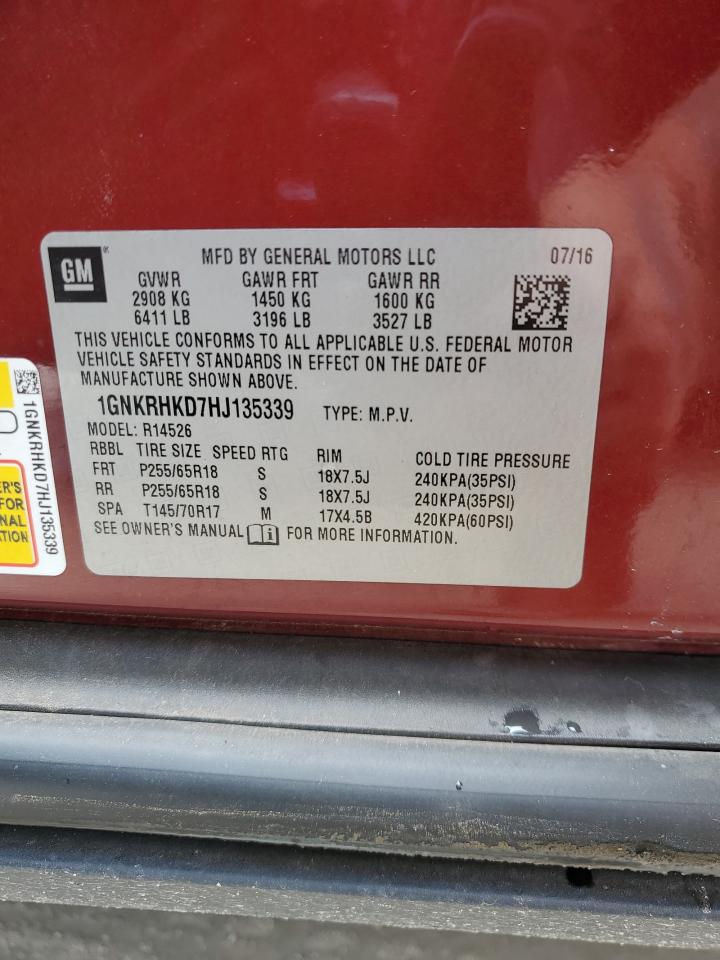 GM
MFD BY GENERAL MOTORS LLC 07/16
GVWR GAWR FRT GAWR RR
2908 KG 1450 KG 1600 KG
6411 LB 3196 LB 3527 LB
THIS VEHICLE CONFORMS TO ALL APPLICABLE U.S. FEDERAL MOTOR
VEHICLE SAFETY STANDARDS IN EFFECT ON THE DATE OF
MANUFACTURE SHOWN ABOVE.
1GNKRHKD7HJ135339 TYPE: M.P.V.
MODEL: R14526
RBBL TIRE SIZE SPEED RTG RIM COLD TIRE PRESSURE
FRT P255/65R18 S 18X7.5J 240KPA(35PSI)
RR P255/65R18 S 18X7.5J 240KPA(35PSI)
SPA T145/70R17 M 17X4.5B 420KPA(60PSI)
SEE OWNER'S MANUAL FOR MORE INFORMATION.
1GNKRHKD7HJ135339
FOR